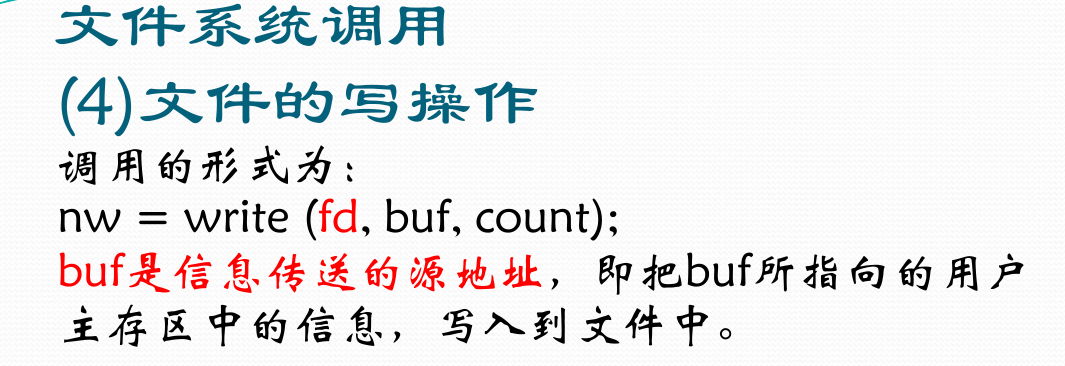 文件系统调用
(4)文件的写操作
调用的形式为：
nw = write (fd, buf, count);
buf是信息传送的源地址，即把buf所指向的用户
主存区中的信息，写入到文件中。